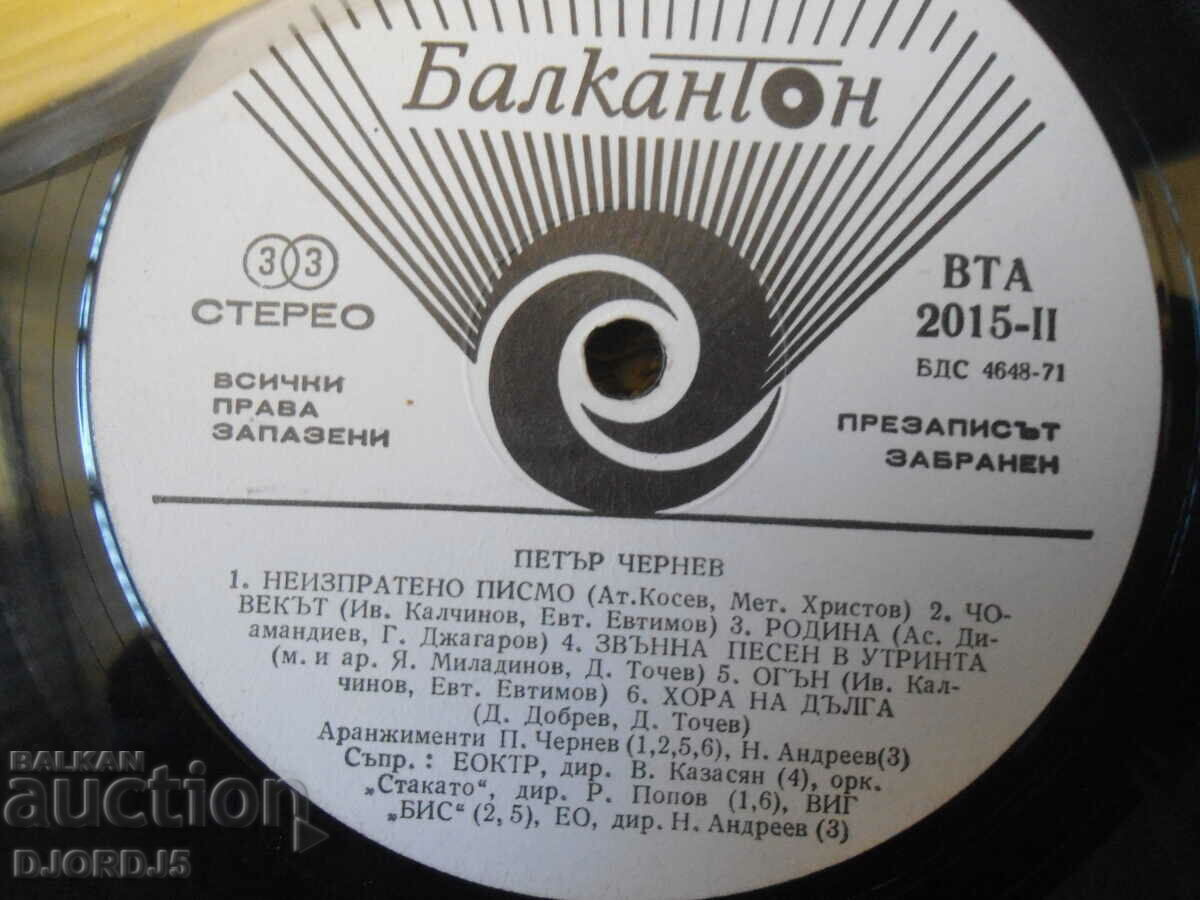 Балкантон
33
СТЕРЕО
ВСИЧКИ
ПРАВА
ЗАПАЗЕНИ
ВТА
2015-II
БДС 4648-71
ПРЕЗАПИСЪТ
ЗАБРАНЕН
ПЕТЪР ЧЕРНЕВ
1. НЕИЗПРАТЕНО ПИСМО (Ат.Косев, Мет. Христов) 2. ЧО-
ВЕКЪТ (Ив. Калчинов, Евт. Евтимов) 3. РОДИНА (Ас. Ди-
амандиев, Г. Джагаров) 4. ЗВЪННА ПЕСЕН В УТРИНТА
(м. и ар. Я. Миладинов, Д. Точев) 5. ОГЪН (Ив. Кал-
чинов, Евт. Евтимов) 6. ХОРА НА ДЪЛГА
(Д. Добрев, Д. Точев)
Аранжименти П. Чернев (1,2,5,6), Н. Андреев(3)
Съпр.: ЕОКТР, дир. В. Казасян (4), орк.
„Стакато“, дир. Р. Попов (1,6), ВИГ
„БИС“ (2,5), ЕО, дир. Н. Андреев (3)
BALKAN
auction
DJORDJ5